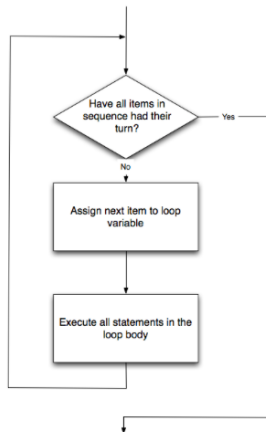 Have all items in
sequence had their
turn?
Yes
No
Assign next item to loop
variable
Execute all statements in the
loop body